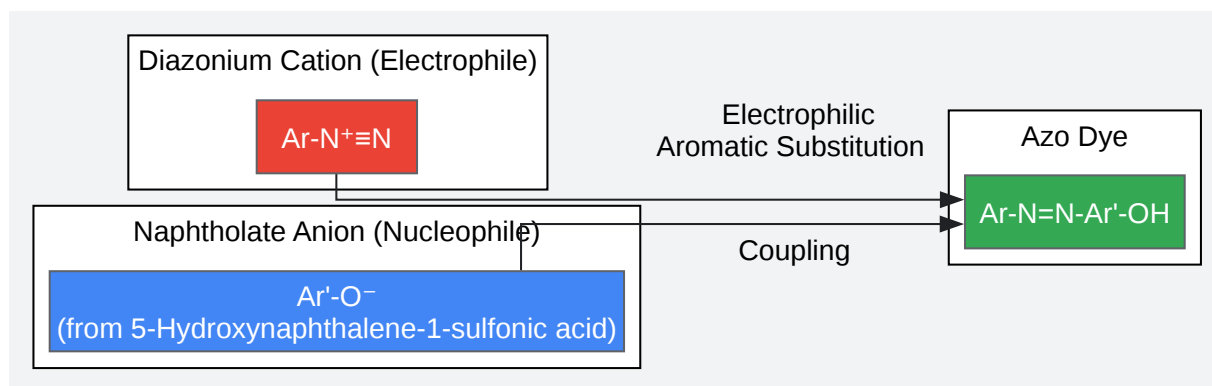 Diazonium Cation (Electrophile)
Ar-N⁺≡N
Electrophilic
Aromatic Substitution
Azo Dye
Ar-N=N-Ar'-OH
Naphtholate Anion (Nucleophile)
Coupling
Ar'-O⁻
(from 5-Hydroxynaphthalene-1-sulfonic acid)